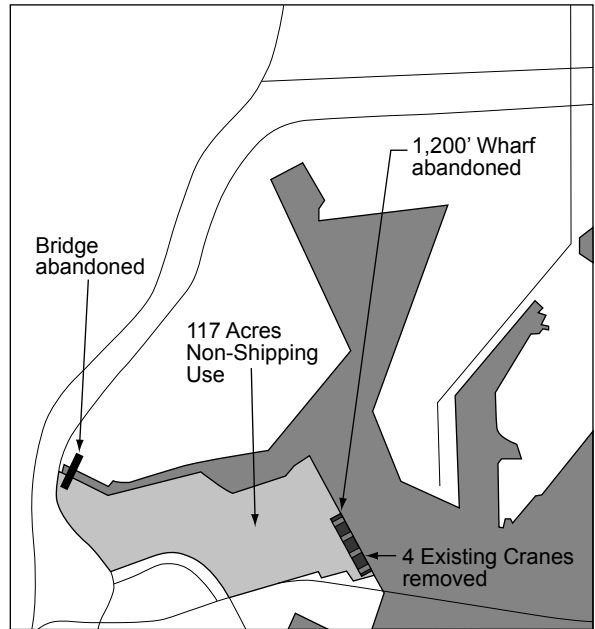 1,200' Wharf
abandoned
Bridge
abandoned
117 Acres
Non-Shipping
Use
4 Existing Cranes
removed